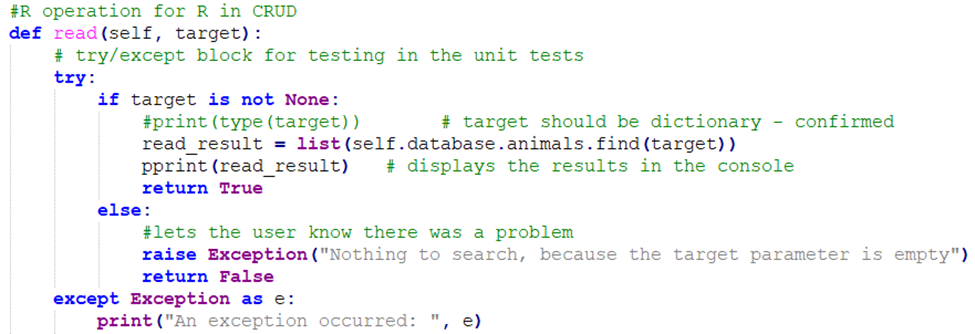 #R operation for R in CRUD
def read(self, target):
    # try/except block for testing in the unit tests
    try:
        if target is not None:
            #print(type(target))        # target should be dictionary - confirmed
            read_result = list(self.database.animals.find(target))
            pprint(read_result)   # displays the results in the console
            return True
        else:
            #lets the user know there was a problem
            raise Exception("Nothing to search, because the target parameter is empty")
            return False
    except Exception as e:
        print("An exception occurred: ", e)